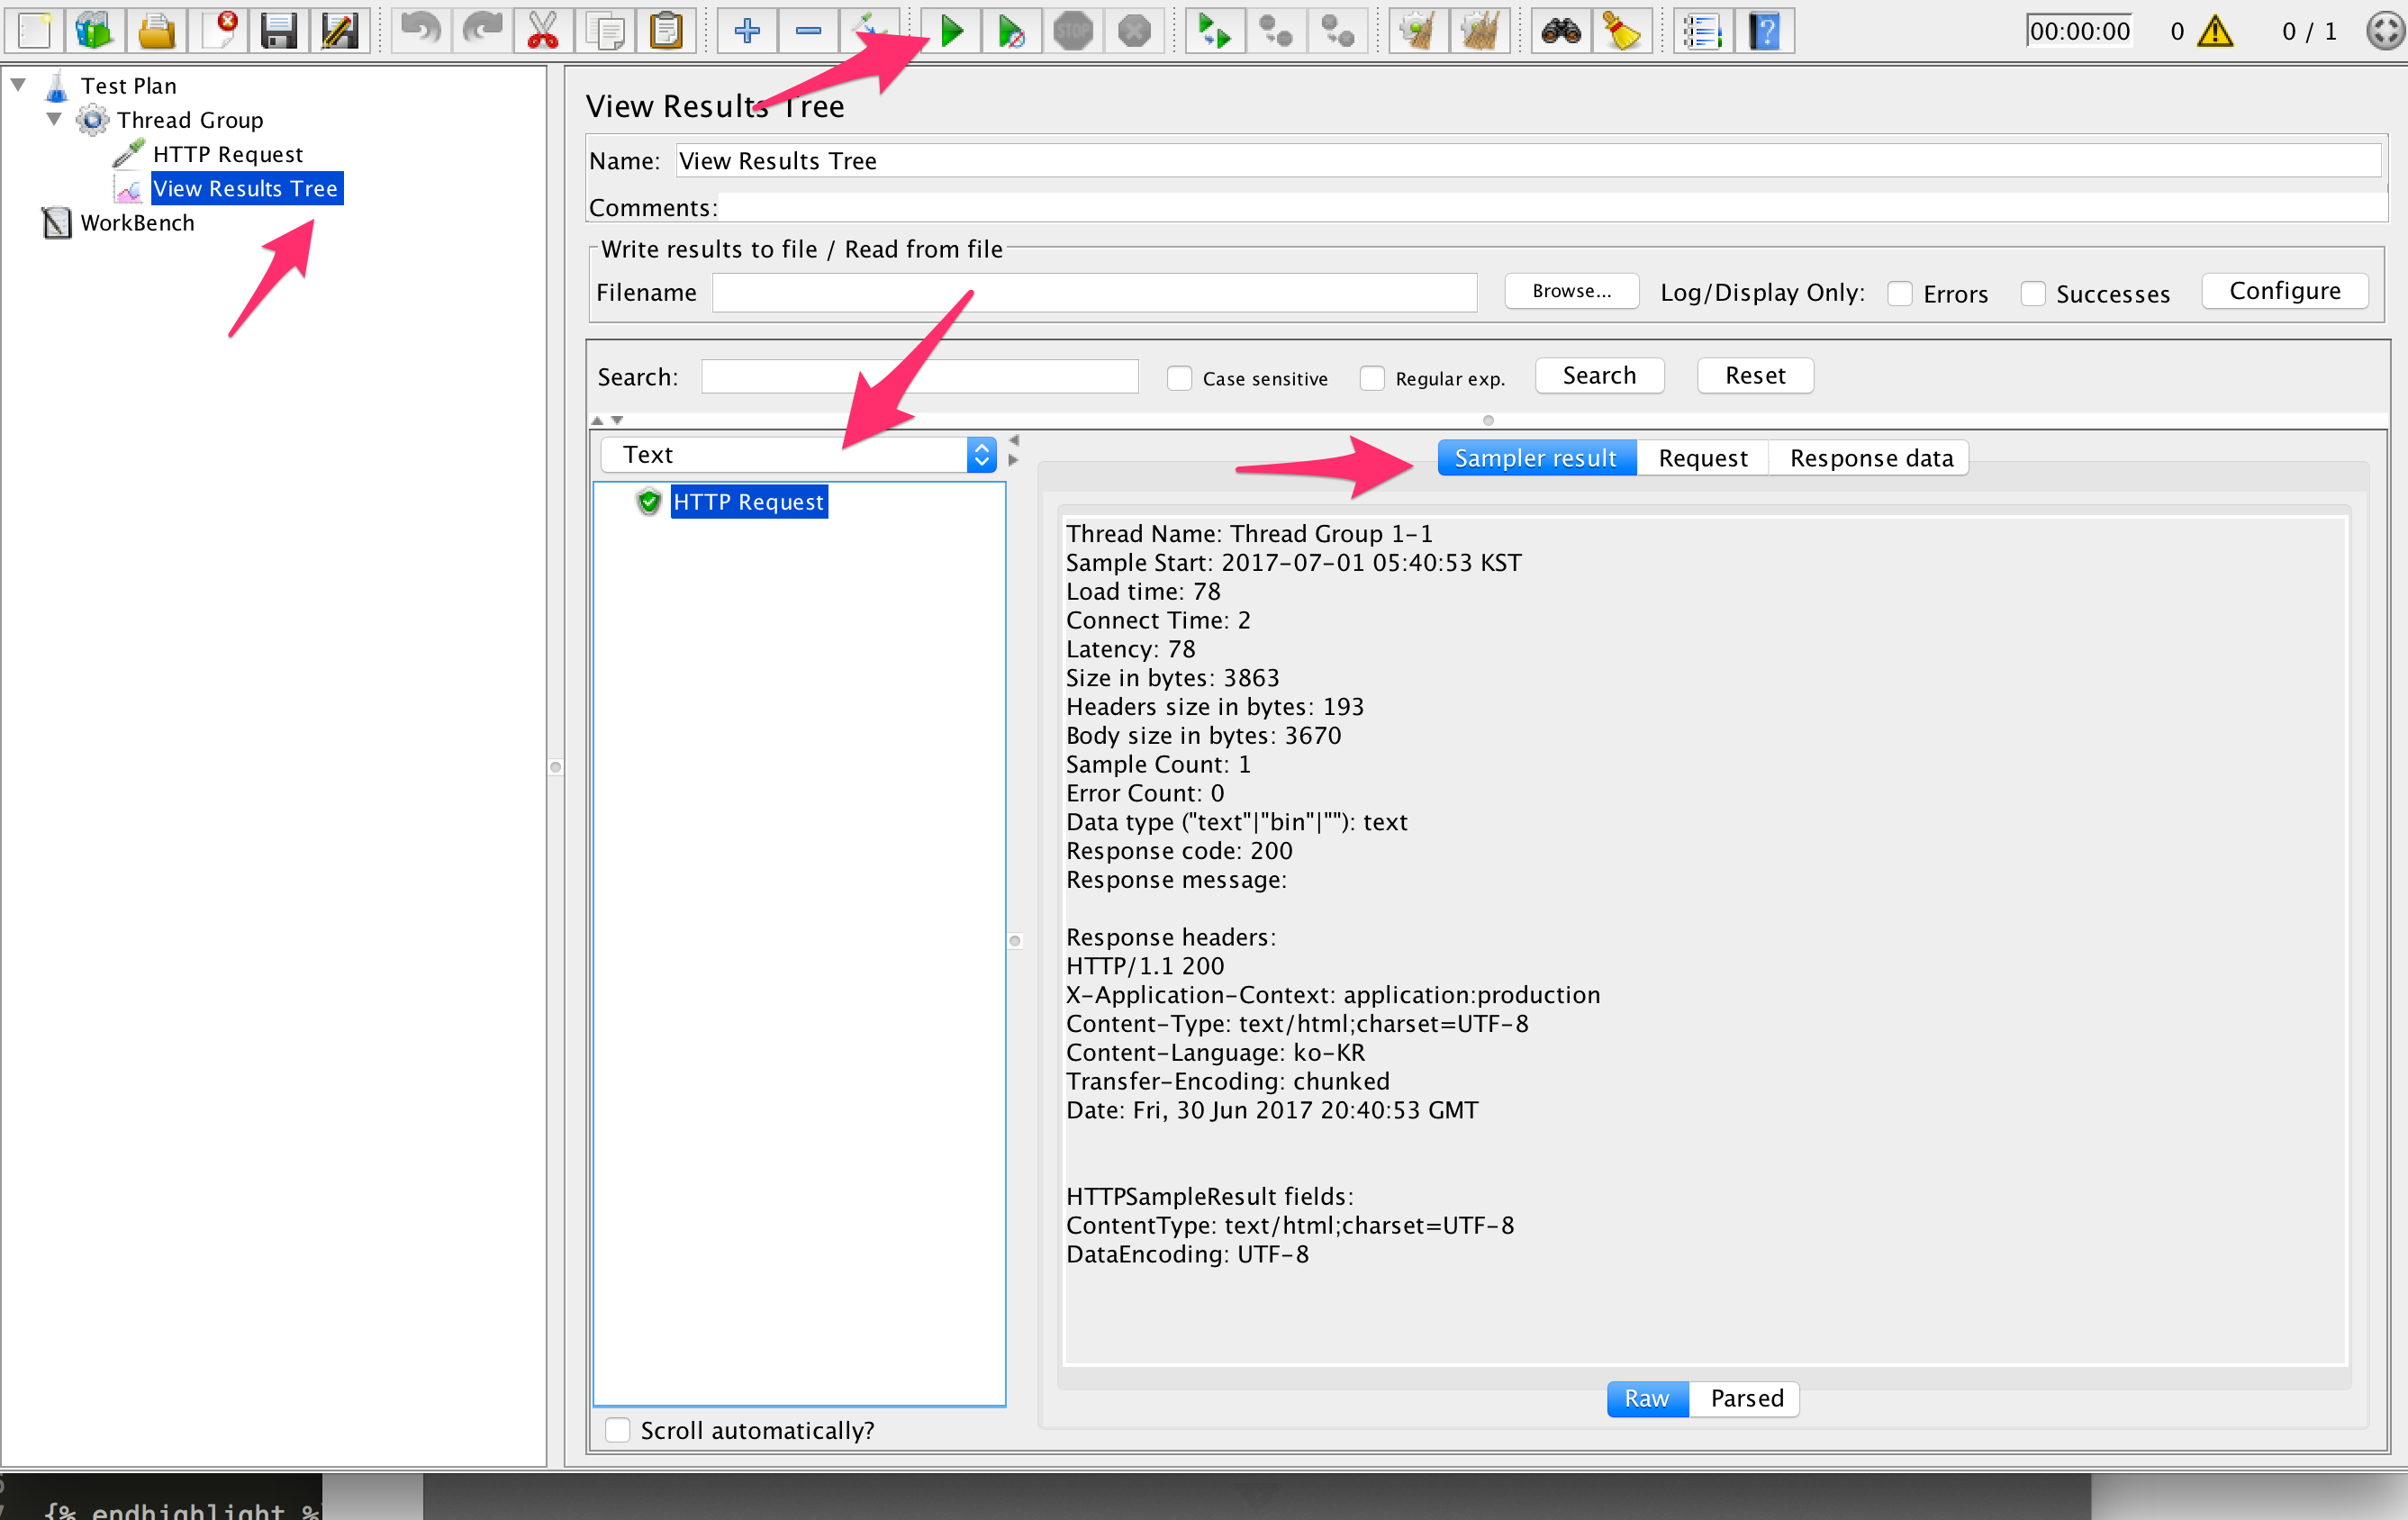 STOP
00:00:00 0 0 / 1
Test Plan
Thread Group
HTTP Request
View Results Tree
WorkBench
View Results Tree
Name: View Results Tree
Comments:
Write results to file / Read from file
Filename Browse... Log/Display Only: Errors Successes Configure
Search: Case sensitive Regular exp. Search Reset
Text
HTTP Request
Scroll automatically?
Sampler result Request Response data
Thread Name: Thread Group 1-1
Sample Start: 2017-07-01 05:40:53 KST
Load time: 78
Connect Time: 2
Latency: 78
Size in bytes: 3863
Headers size in bytes: 193
Body size in bytes: 3670
Sample Count: 1
Error Count: 0
Data type ("text"|"bin"|""): text
Response code: 200
Response message:
Response headers:
HTTP/1.1 200
X-Application-Context: application:production
Content-Type: text/html;charset=UTF-8
Content-Language: ko-KR
Transfer-Encoding: chunked
Date: Fri, 30 Jun 2017 20:40:53 GMT
HTTPSampleResult fields:
ContentType: text/html;charset=UTF-8
DataEncoding: UTF-8
Raw Parsed
{% endhighlight %